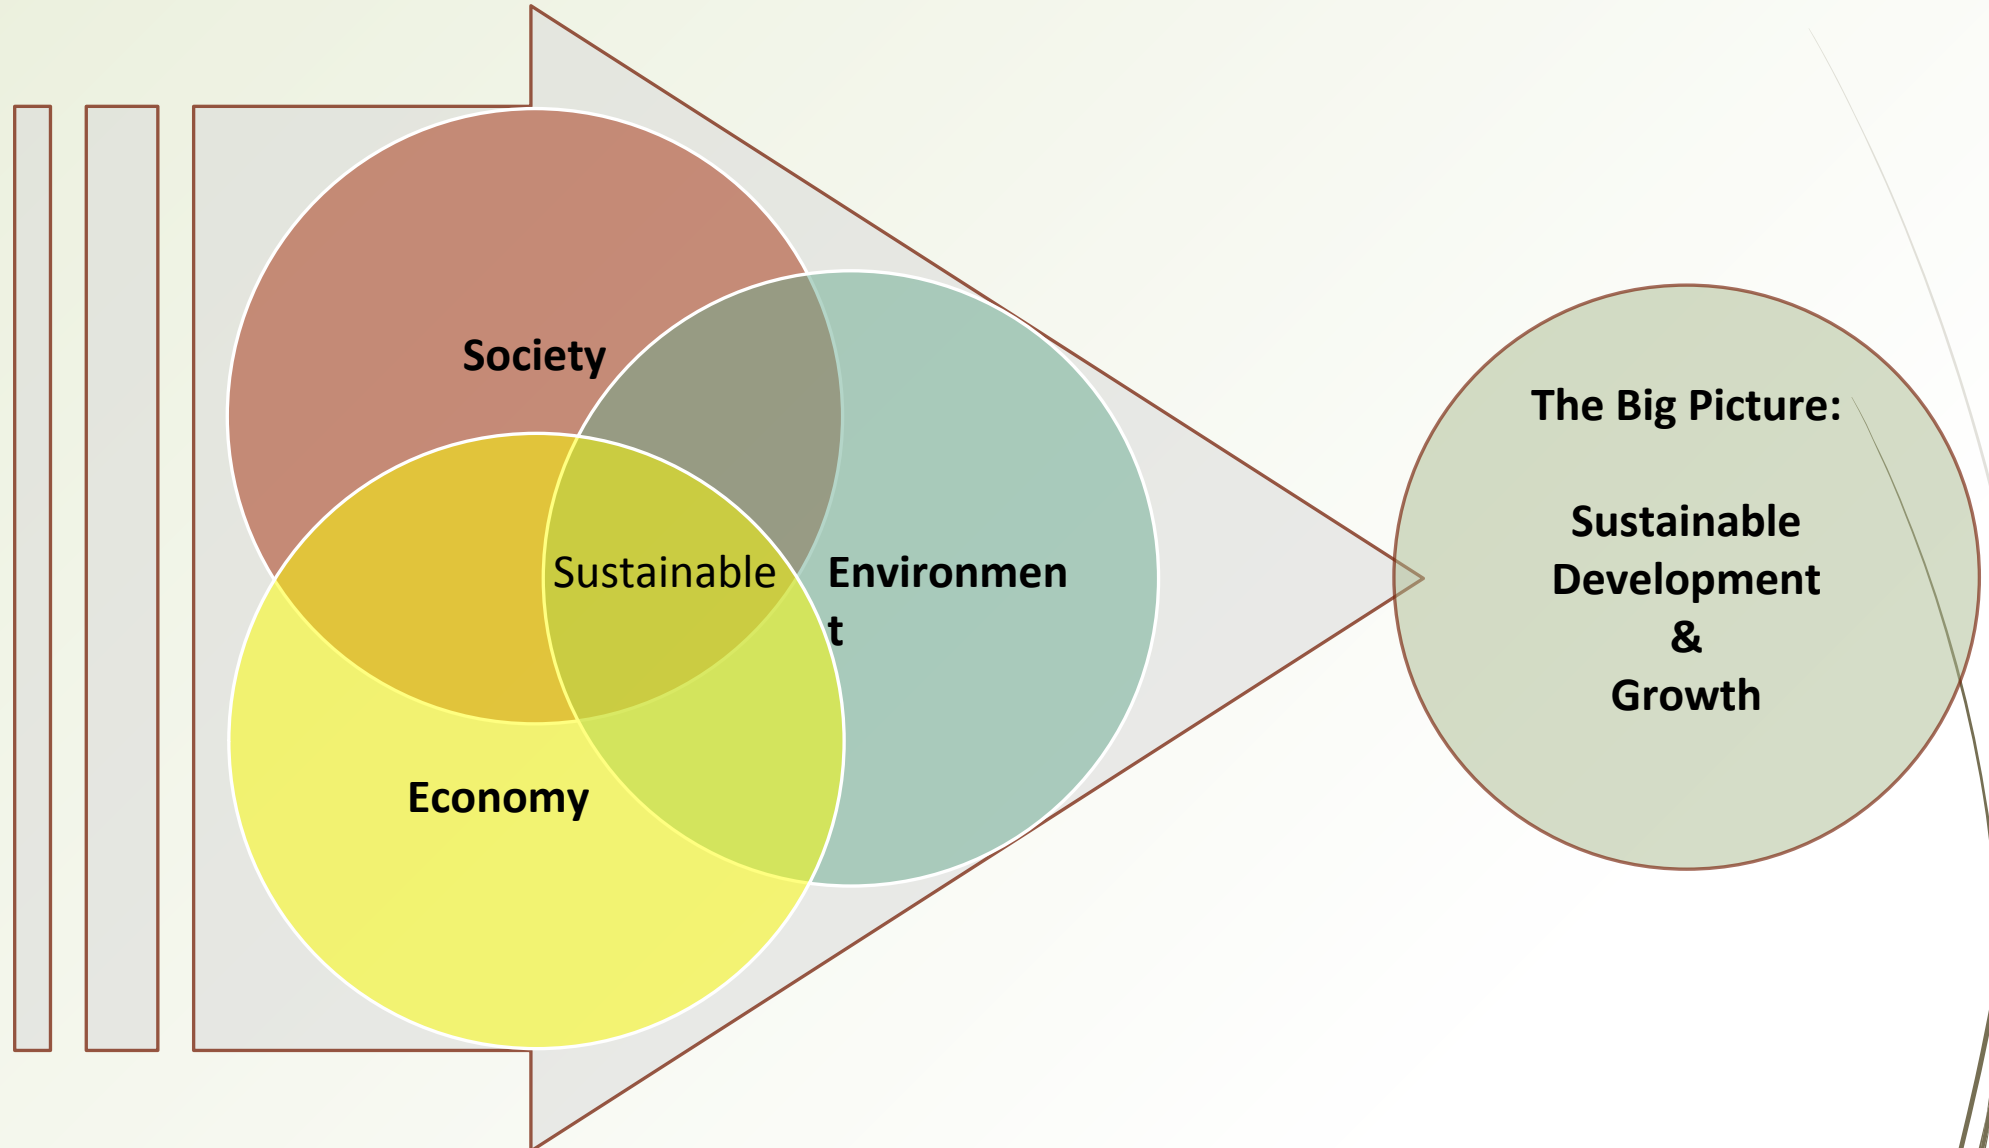 Society
Sustainable
Environmen
t
Economy
The Big Picture:
Sustainable
Development
&
Growth